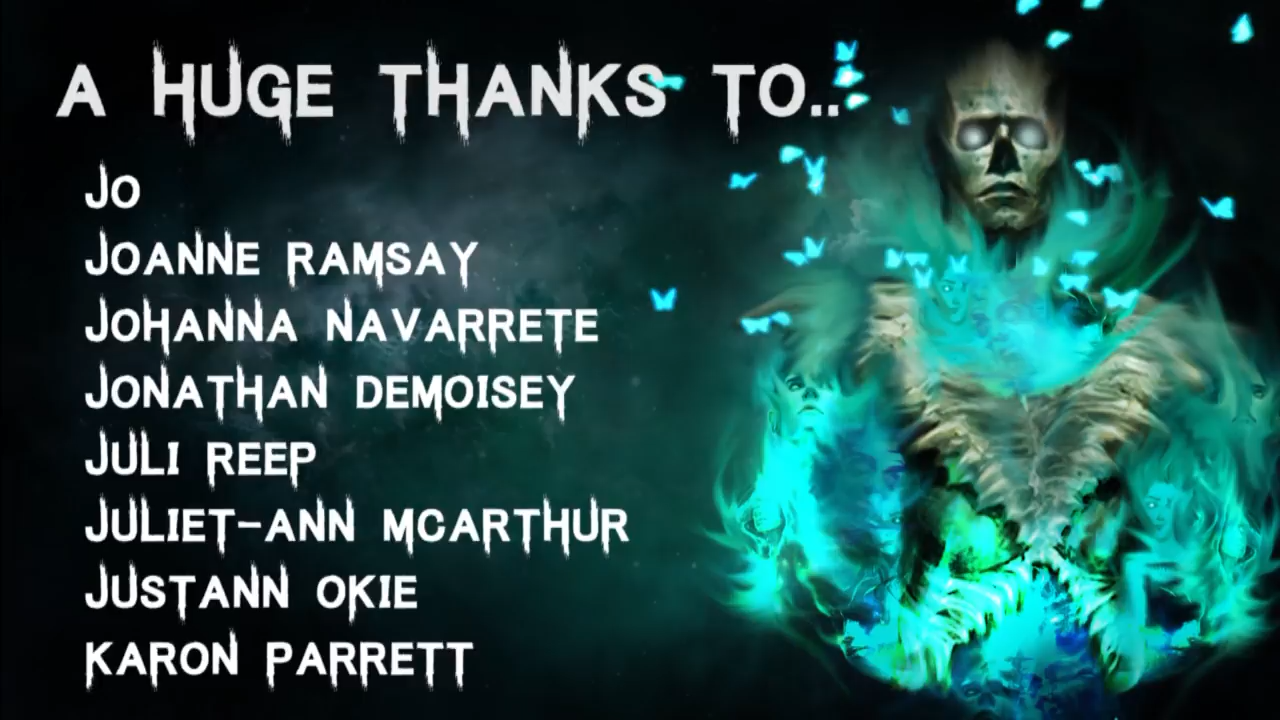 A HUGE THANKS TO..
JO
JOANNE RAMSAY
JOHANNA NAVARRETE
JONATHAN DEMOISEY
JULI REEP
JULIET-ANN MCARTHUR
JUSTANN OKIE
KARON PARRETT